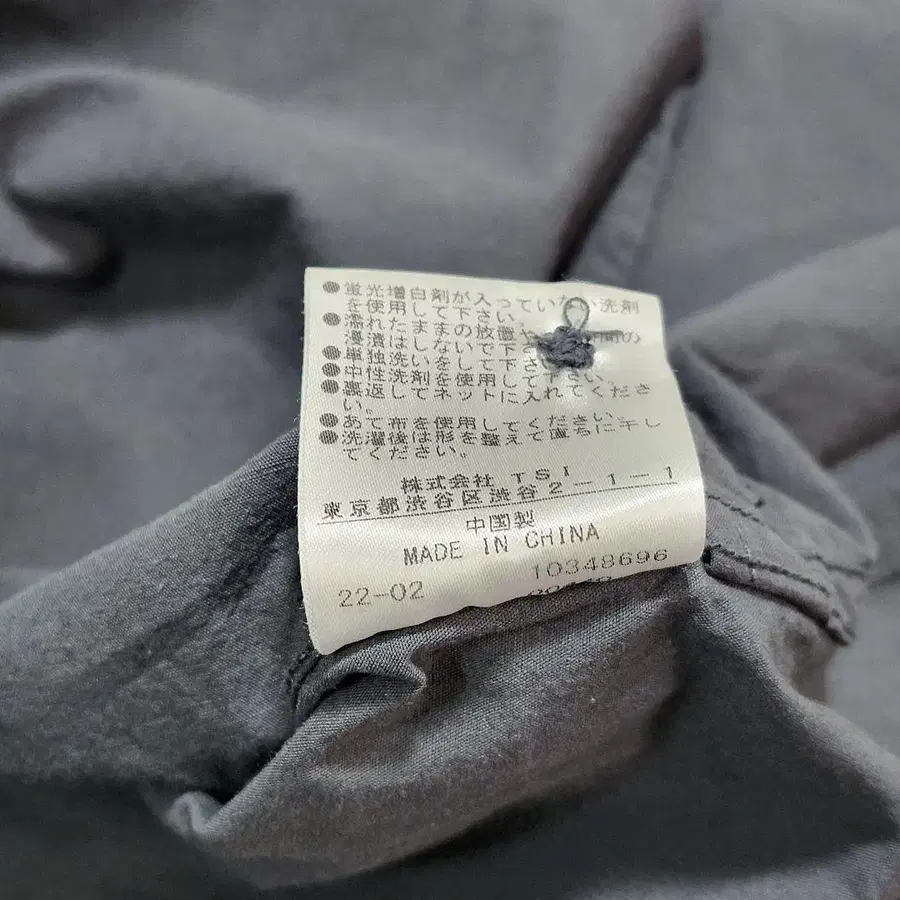 ●蛍光増白剤が入っていない洗剤
を使用して下さい。
●濡れたままの放置や 時間の
浸漬はしないで下さい。
●単独洗いをして下さい。
●中性洗剤を使用して下さい。
●裏返してネットに入れてくださ
い。
●あて布を使用してください。
●洗濯後は形を整えて直ちに干し
てください。
株式会社 TSI
東京都渋谷区渋谷2-1-1
中国製
MADE IN CHINA
10348696
22-02